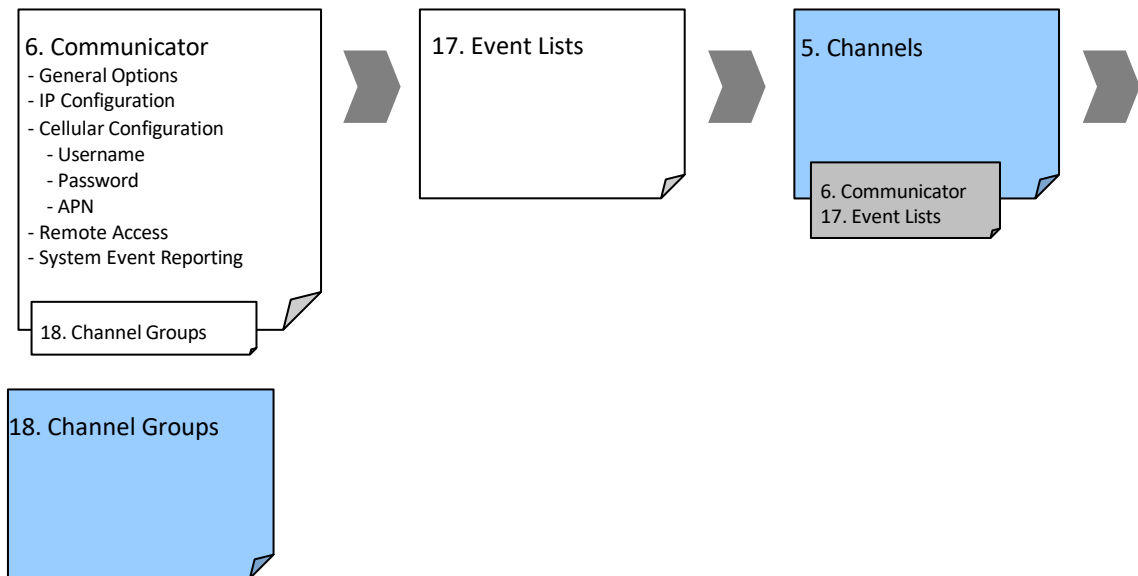 6. Communicator
- General Options
- IP Configuration
- Cellular Configuration
- Username
- Password
- APN
- Remote Access
- System Event Reporting
18. Channel Groups
17. Event Lists
5. Channels
6. Communicator
17. Event Lists
18. Channel Groups